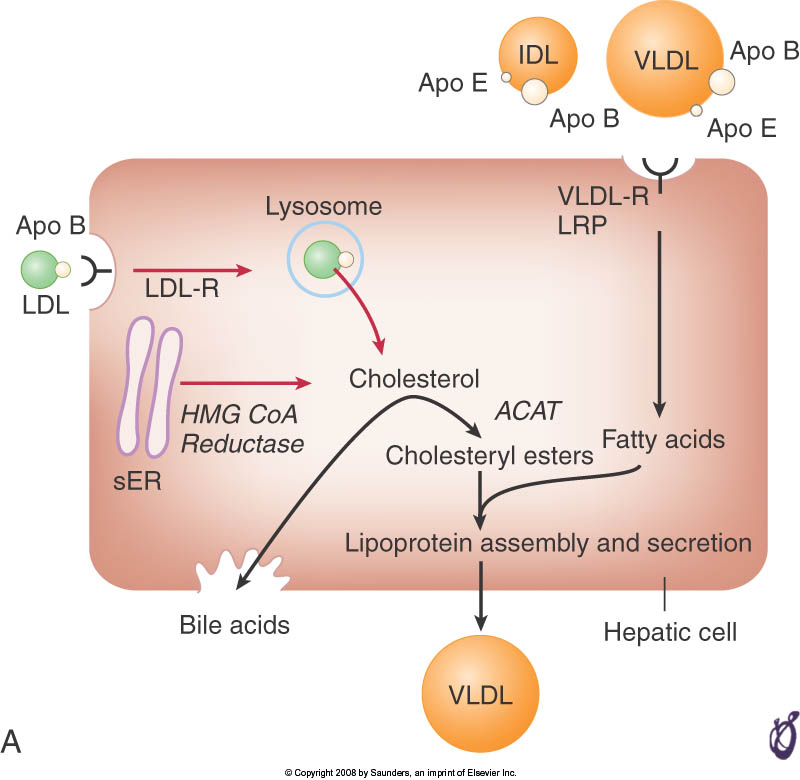 IDL
VLDL
Apo B
Apo E
Apo B
Apo E
VLDL-R
LRP
Lysosome
Apo B
LDL
LDL-R
Cholesterol
HMG CoA
Reductase
sER
ACAT
Cholesteryl esters
Fatty acids
Lipoprotein assembly and secretion
Bile acids
Hepatic cell
VLDL
A
© Copyright 2008 by Saunders, an imprint of Elsevier Inc.